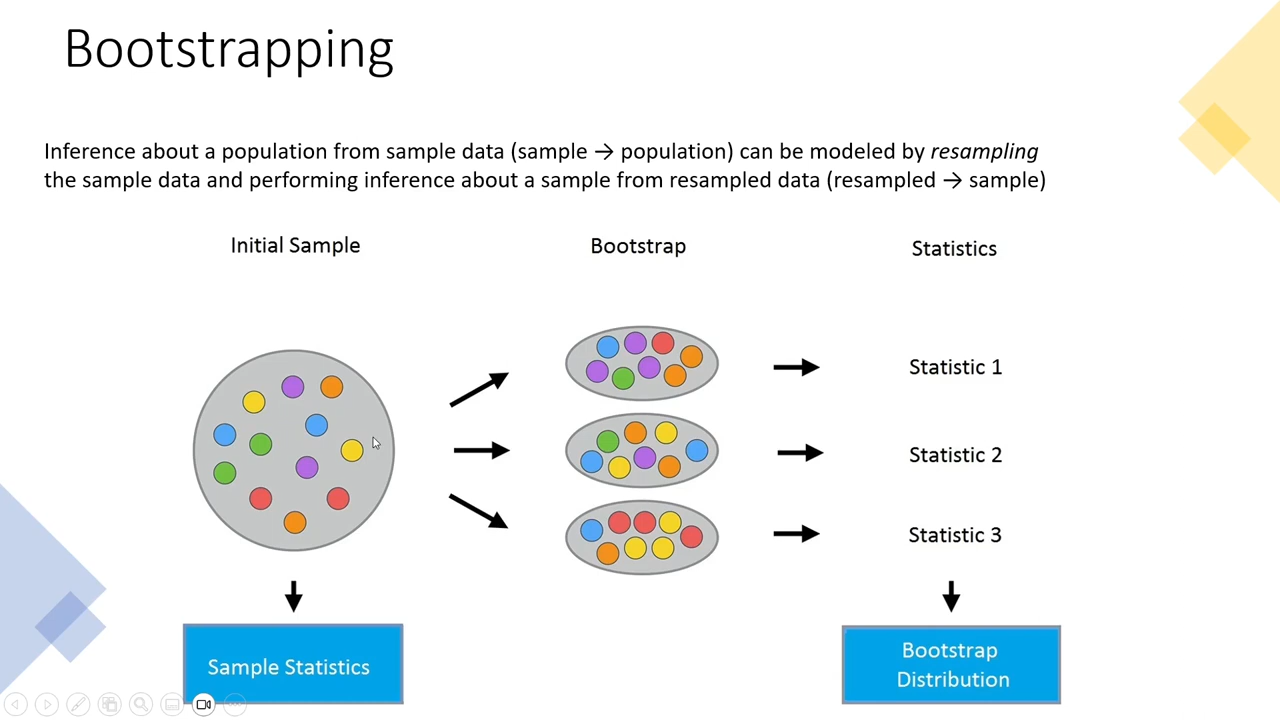 Bootstrapping
Inference about a population from sample data (sample → population) can be modeled by resampling
the sample data and performing inference about a sample from resampled data (resampled → sample)
Initial Sample
Bootstrap
Statistics
Statistic 1
Statistic 2
Statistic 3
Sample Statistics
Bootstrap
Distribution